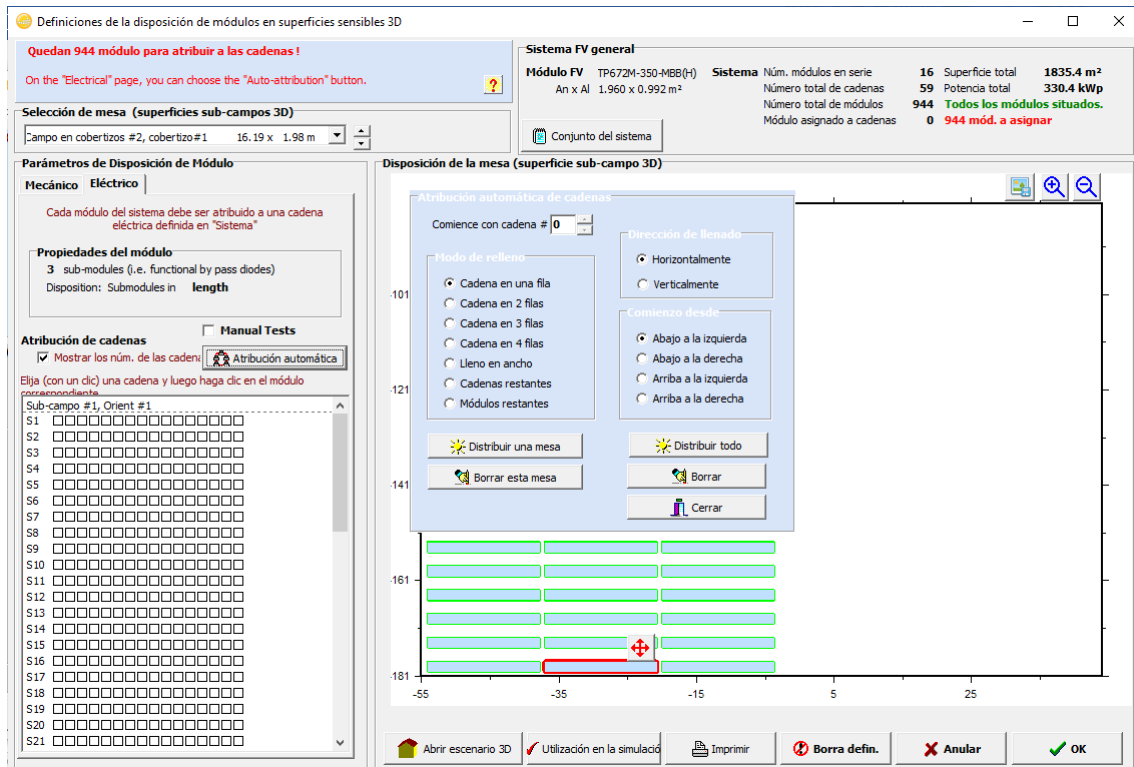 Definiciones de la disposición de módulos en superficies sensibles 3D
Quedan 944 módulo para atribuir a las cadenas !
On the "Electrical" page, you can choose the "Auto-attribution" button.
?
Selección de mesa (superficies sub-campos 3D)
Campo en cobertizos #2, cobertizo#1 16.19 x 1.98 m
Sistema FV general
Módulo FV TP672M-350-MBB(H) Sistema Núm. módulos en serie 16 Superficie total 1835.4 m²
An x Al 1.960 x 0.992 m² Número total de cadenas 59 Potencia total 330.4 kWp
Número total de módulos 944 Todos los módulos situados.
Módulo asignado a cadenas 0 944 mód. a asignar
Conjunto del sistema
Parámetros de Disposición de Módulo
Mecánico Eléctrico
Cada módulo del sistema debe ser atribuido a una cadena
eléctrica definida en "Sistema"
Propiedades del módulo
3 sub-modules (i.e. functional by pass diodes)
Disposition: Submodules in length
Manual Tests
Atribución de cadenas
Mostrar los núm. de las cadena
Atribución automática
Elija (con un clic) una cadena y luego haga clic en el módulo
correspondiente
Sub-campo #1, Orient #1
S1
S2
S3
S4
S5
S6
S7
S8
S9
S10
S11
S12
S13
S14
S15
S16
S17
S18
S19
S20
S21
Disposición de la mesa (superficie sub-campo 3D)
Atribución automática de cadenas
Comience con cadena # 0
Modo de relleno
Cadena en una fila
Cadena en 2 filas
Cadena en 3 filas
Cadena en 4 filas
Lleno en ancho
Cadenas restantes
Módulos restantes
Dirección de llenado
Horizontalmente
Verticalmente
Comienzo desde
Abajo a la izquierda
Abajo a la derecha
Arriba a la izquierda
Arriba a la derecha
Distribuir una mesa
Distribuir todo
Borrar esta mesa
Borrar
Cerrar
-101
-121
-141
-161
-181
-55 -35 -15 5 25
Abrir escenario 3D
Utilización en la simulació
Imprimir
Borra defin.
Anular
OK